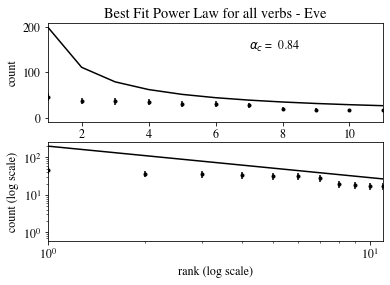 Best Fit Power Law for all verbs - Eve
200
100
0
count
α_c = 0.84
2 4 6 8 10
10²
10¹
10⁰
count (log scale)
10⁰ 10¹
rank (log scale)